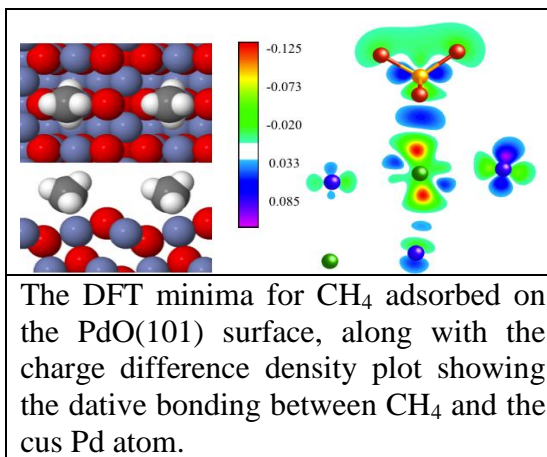 -0.125
-0.073
-0.020
0.033
0.085
The DFT minima for CH₄ adsorbed on
the PdO(101) surface, along with the
charge difference density plot showing
the dative bonding between CH₄ and the
cus Pd atom.